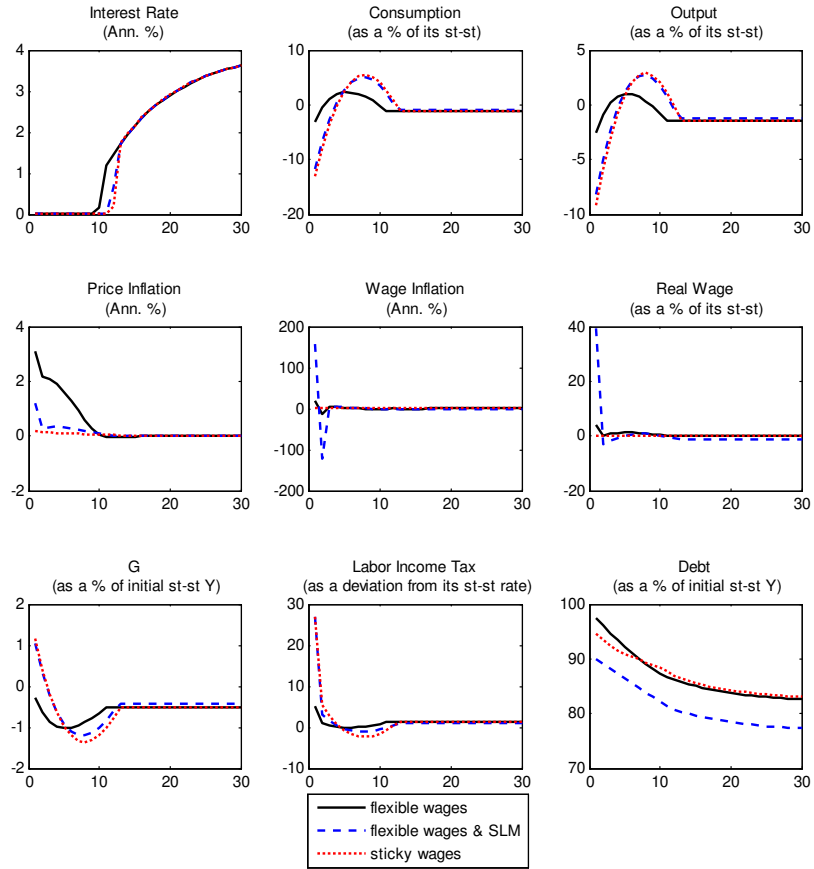 Interest Rate
(Ann. %)
4
3
2
1
0
0 10 20 30
Consumption
(as a % of its st-st)
10
0
-10
-20
0 10 20 30
Output
(as a % of its st-st)
5
0
-5
-10
0 10 20 30
Price Inflation
(Ann. %)
4
2
0
-2
0 10 20 30
Wage Inflation
(Ann. %)
200
100
0
-100
-200
0 10 20 30
Real Wage
(as a % of its st-st)
40
20
0
-20
0 10 20 30
G
(as a % of initial st-st Y)
2
1
0
-1
-2
0 10 20 30
Labor Income Tax
(as a deviation from its st-st rate)
30
20
10
0
-10
0 10 20 30
Debt
(as a % of initial st-st Y)
100
90
80
70
0 10 20 30
flexible wages
flexible wages & SLM
sticky wages